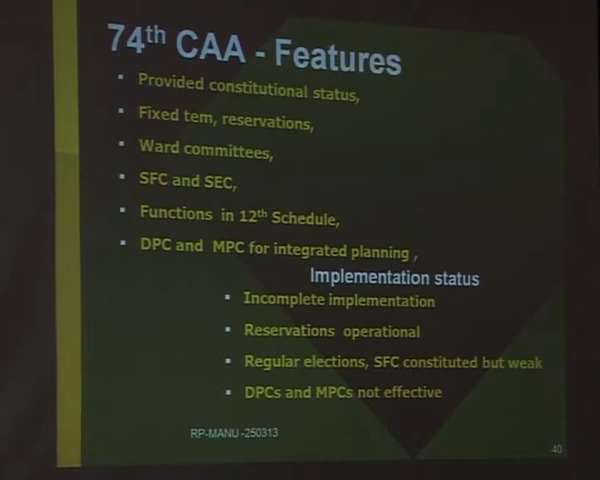 74th CAA - Features
Provided constitutional status,
Fixed tem, reservations,
Ward committees,
SFC and SEC,
Functions in 12th Schedule,
DPC and MPC for integrated planning ,
Implementation status
Incomplete implementation
Reservations operational
Regular elections, SFC constituted but weak
DPCs and MPCs not effective
RP-MANU -250313
40